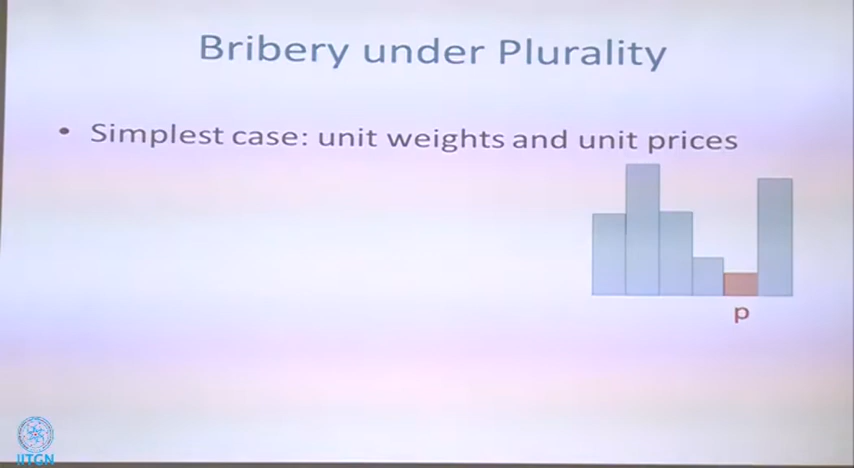 Bribery under Plurality
• Simplest case: unit weights and unit prices
p
IITGN